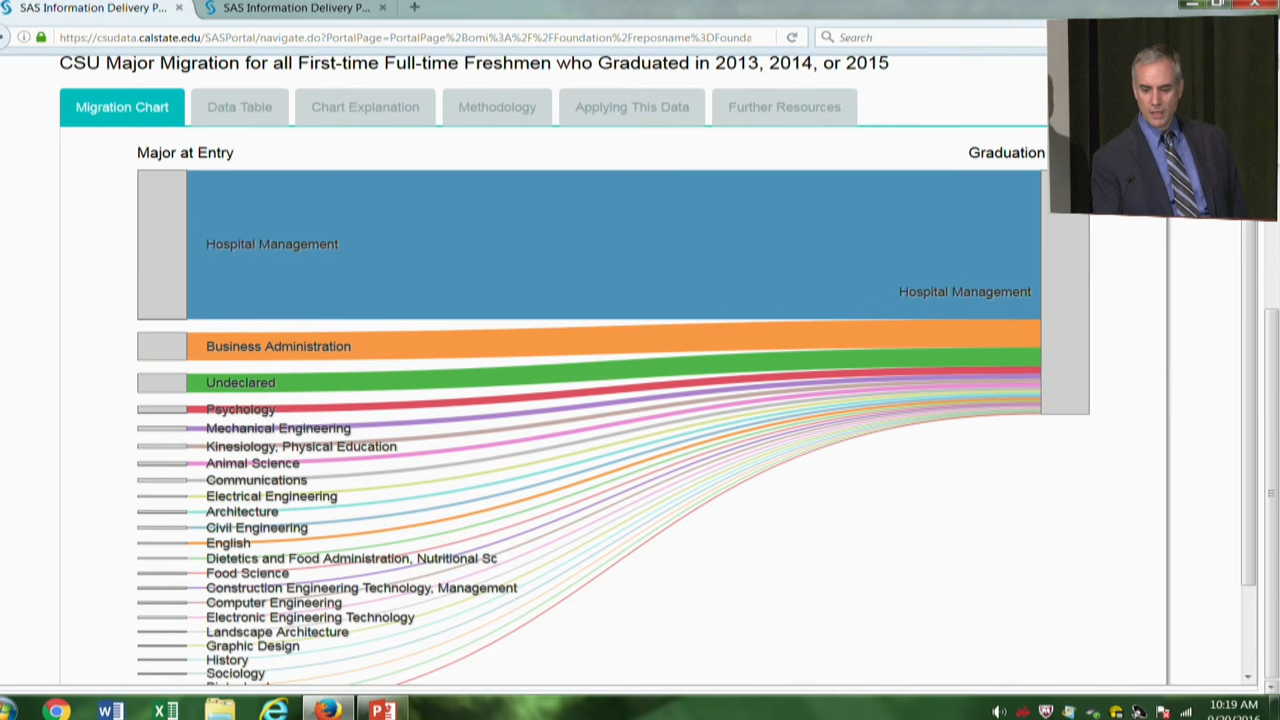 SAS Information Delivery P...
SAS Information Delivery P...
https://csudata.calstate.edu/SASPortal/navigate.do?PortalPage=PortalPage%2Bomi%3A%2F%2FFoundation%2Freposname%3DFounda
Search
CSU Major Migration for all First-time Full-time Freshmen who Graduated in 2013, 2014, or 2015
Migration Chart
Data Table
Chart Explanation
Methodology
Applying This Data
Further Resources
Major at Entry
Graduation
Hospital Management
Hospital Management
Business Administration
Undeclared
Psychology
Mechanical Engineering
Kinesiology, Physical Education
Animal Science
Communications
Electrical Engineering
Architecture
Civil Engineering
English
Dietetics and Food Administration, Nutritional Sc
Food Science
Construction Engineering Technology, Management
Computer Engineering
Electronic Engineering Technology
Landscape Architecture
Graphic Design
History
Sociology
10:19 AM